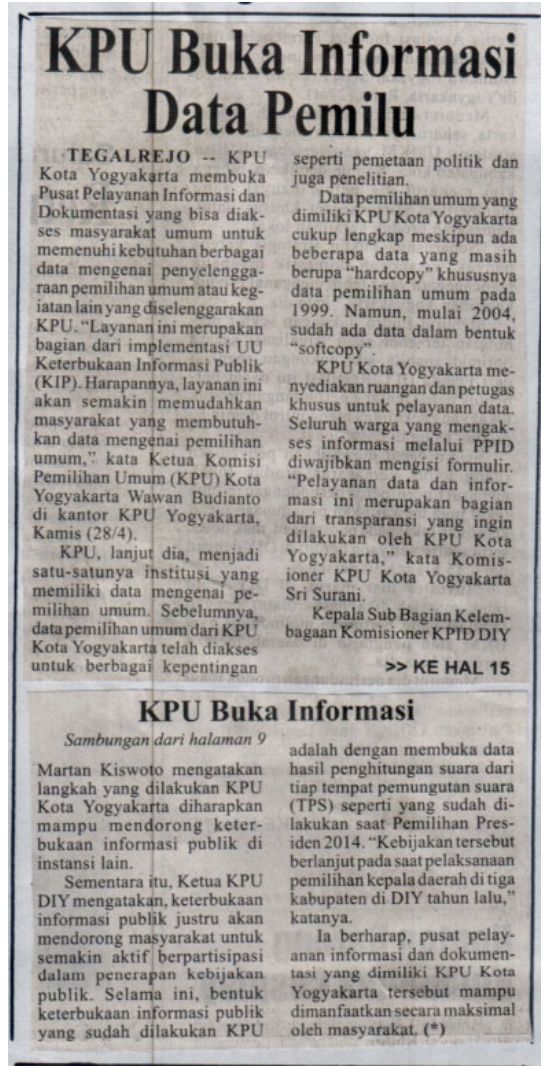 KPU Buka Informasi
Data Pemilu
TEGALREJO -- KPU
Kota Yogyakarta membuka
Pusat Pelayanan Informasi dan
Dokumentasi yang bisa diak-
ses masyarakat umum untuk
memenuhi kebutuhan berbagai
data mengenai penyelengga-
raan pemilihan umum atau keg-
iatan lain yang diselenggarakan
KPU. “Layanan ini merupakan
bagian dari implementasi UU
Keterbukaan Informasi Publik
(KIP). Harapannya, layanan ini
akan semakin memudahkan
masyarakat yang membutuh-
kan data mengenai pemilihan
umum,” kata Ketua Komisi
Pemilihan Umum (KPU) Kota
Yogyakarta Wawan Budianto
di kantor KPU Yogyakarta,
Kamis (28/4).
KPU, lanjut dia, menjadi
satu-satunya institusi yang
memiliki data mengenai pe-
milihan umum. Sebelumnya,
data pemilihan umum dari KPU
Kota Yogyakarta telah diakses
untuk berbagai kepentingan
seperti pemetaan politik dan
juga penelitian.
Data pemilihan umum yang
dimiliki KPU Kota Yogyakarta
cukup lengkap meskipun ada
beberapa data yang masih
berupa “hardcopy” khususnya
data pemilihan umum pada
1999. Namun, mulai 2004,
sudah ada data dalam bentuk
“softcopy”.
KPU Kota Yogyakarta me-
nyediakan ruangan dan petugas
khusus untuk pelayanan data.
Seluruh warga yang mengak-
ses informasi melalui PPID
diwajibkan mengisi formulir.
“Pelayanan data dan infor-
masi ini merupakan bagian
dari transparansi yang ingin
dilakukan oleh KPU Kota
Yogyakarta,” kata Komis-
ioner KPU Kota Yogyakarta
Sri Surani.
Kepala Sub Bagian Kelem-
bagaan Komisioner KPID DIY
>> KE HAL 15
KPU Buka Informasi
Sambungan dari halaman 9
Martan Kiswoto mengatakan
langkah yang dilakukan KPU
Kota Yogyakarta diharapkan
mampu mendorong keter-
bukaan informasi publik di
instansi lain.
Sementara itu, Ketua KPU
DIY mengatakan, keterbukaan
informasi publik justru akan
mendorong masyarakat untuk
semakin aktif berpartisipasi
dalam penerapan kebijakan
publik. Selama ini, bentuk
keterbukaan informasi publik
yang sudah dilakukan KPU
adalah dengan membuka data
hasil penghitungan suara dari
tiap tempat pemungutan suara
(TPS) seperti yang sudah di-
lakukan saat Pemilihan Pres-
iden 2014. “Kebijakan tersebut
berlanjut pada saat pelaksanaan
pemilihan kepala daerah di tiga
kabupaten di DIY tahun lalu,”
katanya.
Ia berharap, pusat pelay-
anan informasi dan dokumen-
tasi yang dimiliki KPU Kota
Yogyakarta tersebut mampu
dimanfaatkan secara maksimal
oleh masyarakat. (*)